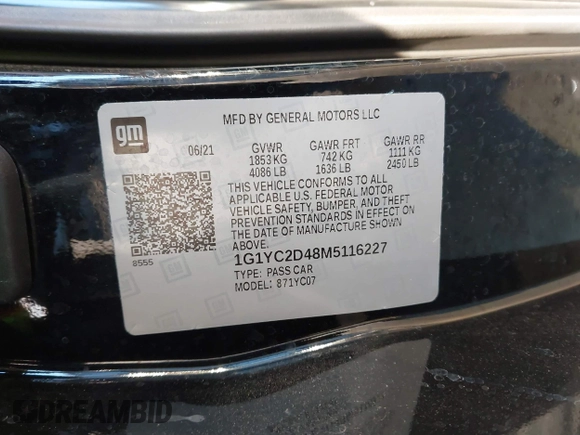 MFD BY GENERAL MOTORS LLC
gm
06/21
GVWR GAWR FRT GAWR RR
1853 KG 742 KG 1111 KG
4086 LB 1636 LB 2450 LB
THIS VEHICLE CONFORMS TO ALL
APPLICABLE U.S. FEDERAL MOTOR
VEHICLE SAFETY, BUMPER, AND THEFT
PREVENTION STANDARDS IN EFFECT ON
THE DATE OF MANUFACTURE SHOWN
ABOVE.
8555
1G1YC2D48M5116227
TYPE: PASS CAR
MODEL: 871YC07
DREAMBID